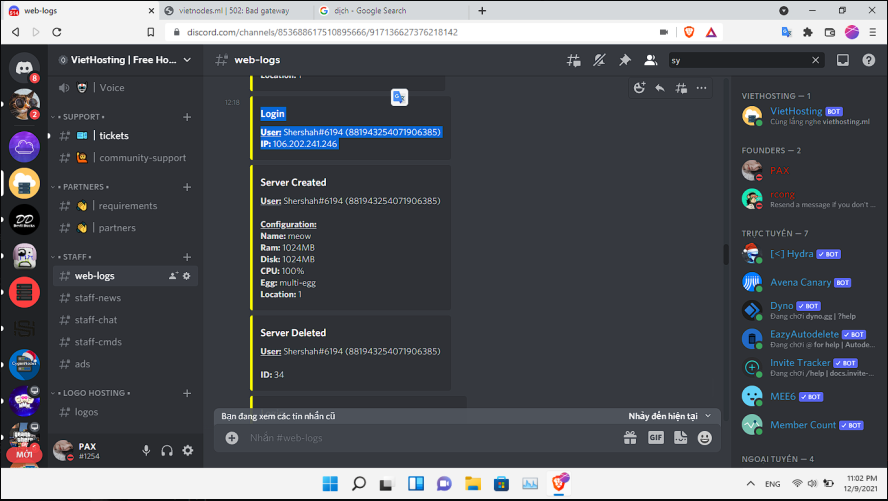 web-logs
vietnodes.ml | 502: Bad gateway
dịch - Google Search
discord.com/channels/853688617510895666/917136627376218142
VietHosting | Free Ho...
Voice
SUPPORT •
tickets
community-support
PARTNERS •
requirements
partners
STAFF •
web-logs
staff-news
staff-chat
staff-cmds
ads
LOGO HOSTING •
logos
MỚI
8
2
PAX
#1254
web-logs
sy
Location: 1
12:18
Login
User: Shershah#6194 (881943254071906385)
IP: 106.202.241.246
Server Created
User: Shershah#6194 (881943254071906385)
Configuration:
Name: meow
Ram: 1024MB
Disk: 1024MB
CPU: 100%
Egg: multi-egg
Location: 1
Server Deleted
User: Shershah#6194 (881943254071906385)
ID: 34
Bạn đang xem các tin nhắn cũ
Nhảy đến hiện tại
Nhắn #web-logs
GIF
VIETHOSTING — 1
VietHosting BOT
Cùng lắng nghe viethosting.ml
FOUNDERS — 2
PAX
rcong
Resend a message if you don't ...
TRỰC TUYẾN — 7
[<] Hydra ✓ BOT
Avena Canary ✓ BOT
Dyno ✓ BOT
Đang chơi dyno.gg | ?help
EazyAutodelete ✓ BOT
Đang chơi @ for help | Autode...
Invite Tracker ✓ BOT
Đang chơi /help | docs.invite-...
MEE6 ✓ BOT
Member Count ✓ BOT
NGOẠI TUYẾN — 4
ENG
11:02 PM
12/9/2021